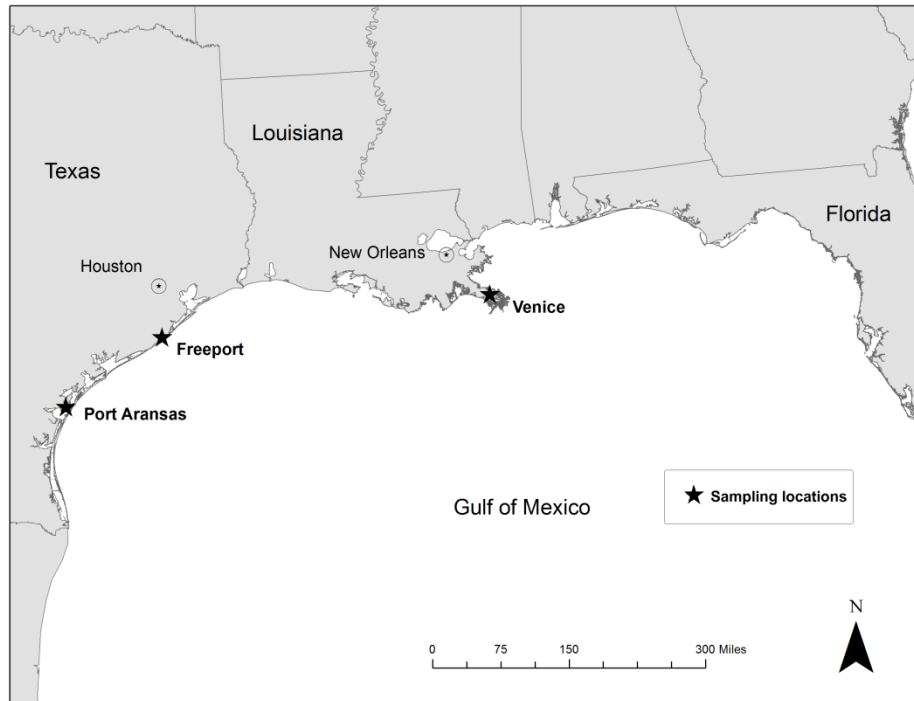 Louisiana
Texas
Florida
New Orleans
Houston
Venice
Freeport
Port Aransas
Gulf of Mexico
Sampling locations
N
0 75 150 300 Miles